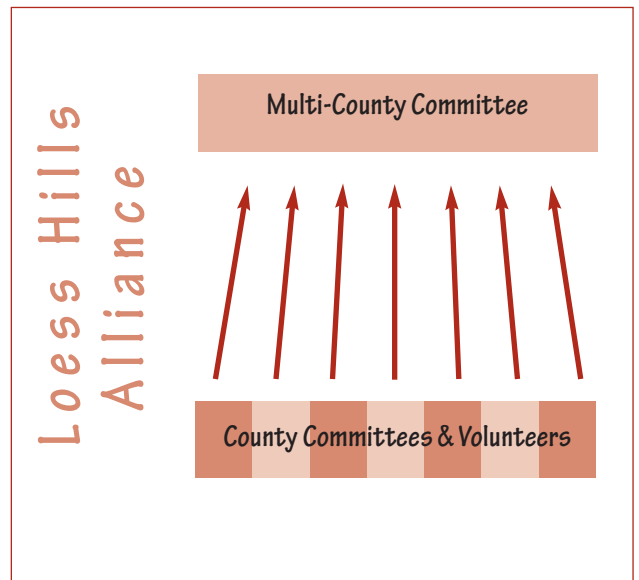 Loess Hills
Alliance
Multi-County Committee
County Committees & Volunteers